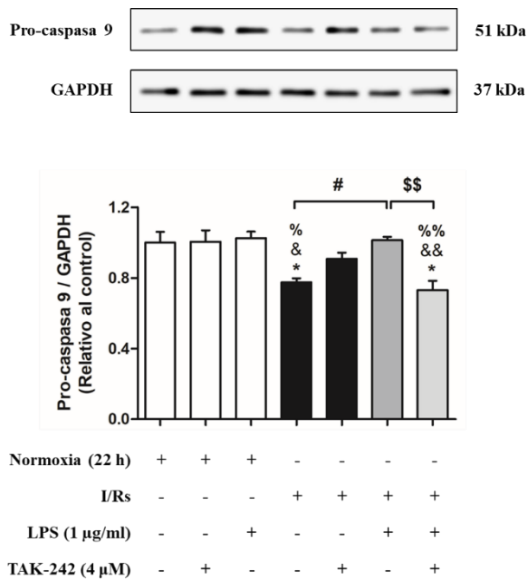 Pro-caspasa 9 51 kDa
GAPDH 37 kDa
# $$
Pro-caspasa 9 / GAPDH
(Relativo al control)
1.2
0.8
0.4
0.0
% %%
& &&
* *
Normoxia (22 h) + + + - - - -
I/Rs - - - + + + +
LPS (1 µg/ml) - - + - - + +
TAK-242 (4 µM) - + - - + - +